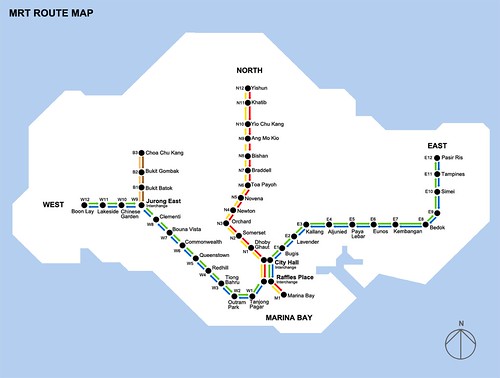 MRT ROUTE MAP
NORTH
N12 Yishun
N11 Khatib
N10 Yio Chu Kang
N9 Ang Mo Kio
N8 Bishan
N7 Braddell
N6 Toa Payoh
N5 Novena
N4 Newton
N3 Orchard
N2 Somerset
N1 Dhoby
Ghaut
B3 Choa Chu Kang
B2 Bukit Gombak
B1 Bukit Batok
WEST
W12 W11 W10 W9
Boon Lay Lakeside Chinese
Garden
Jurong East
Interchange
W8 Clementi
W7 Bouna Vista
W6 Commonwealth
W5 Queenstown
W4 Redhill
W3 Tiong
Bahru
W2 Outram
Park
W1 Tanjong
Pagar
City Hall
Interchange
Raffles Place
Interchange
M1 Marina Bay
MARINA BAY
EAST
E12 Pasir Ris
E11 Tampines
E10 Simei
E9 Bedok
E8 Kembangan
E7 Eunos
E6
E5 Paya
Lebar
E4 Aljunied
E3 Kallang
E2 Lavender
E1 Bugis
N